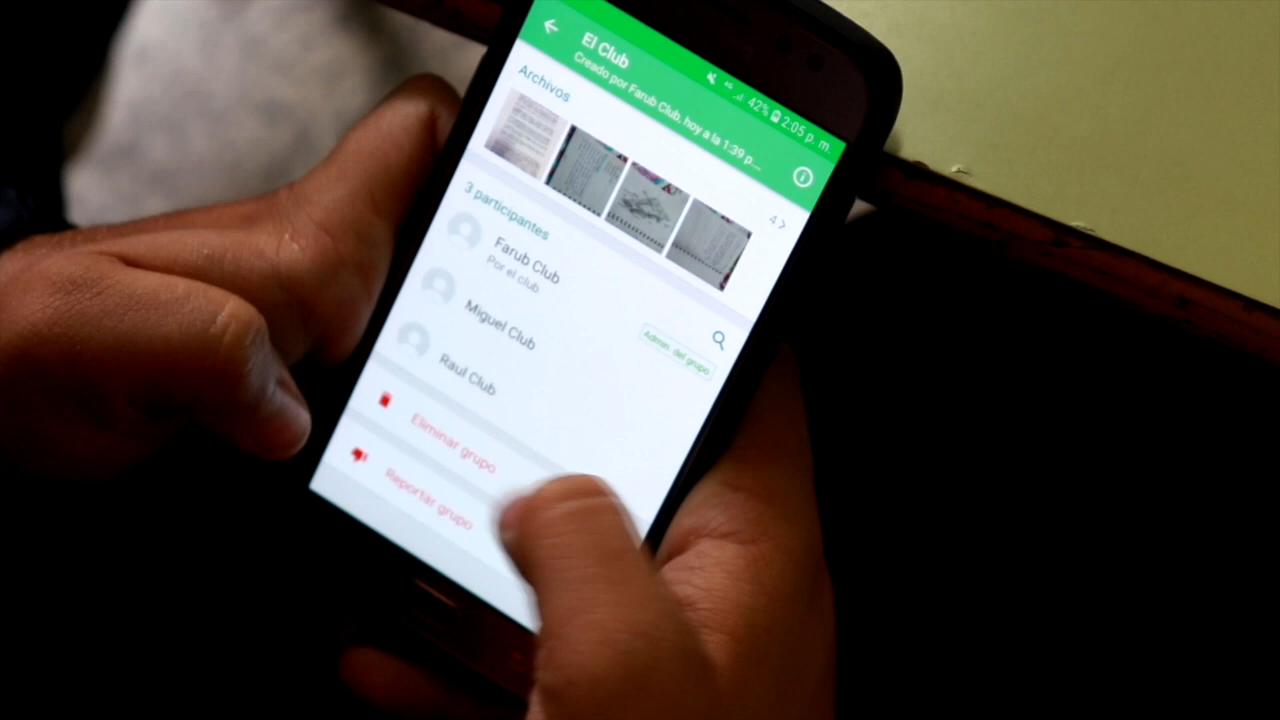 42% 2:05 p. m.
El Club
Creado por Farub Club, hoy a la 1:39 p...
Archivos
4
3 participantes
Farub Club
Por el club
Admin. del grupo
Miguel Club
Raul Club
Eliminar grupo
Reportar grupo